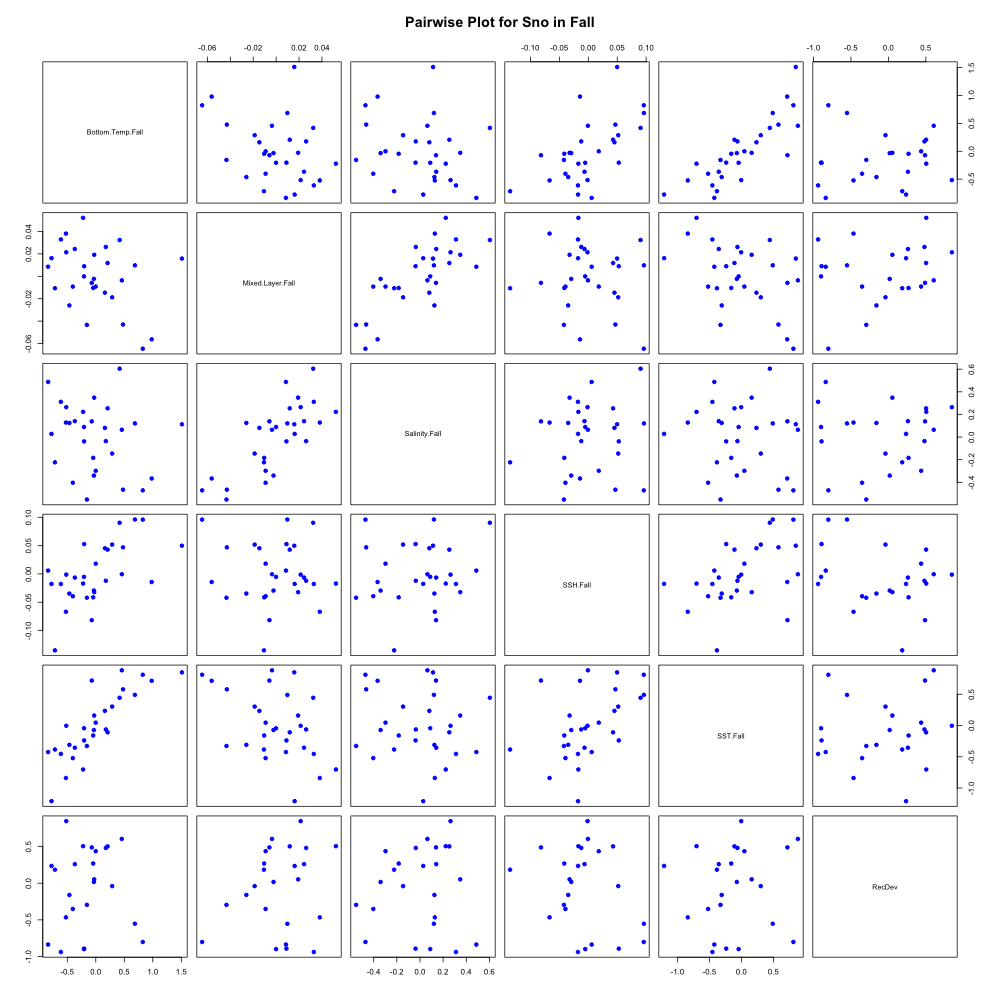 Pairwise Plot for Sno in Fall
-0.06 -0.02 0.02 0.04
-0.10 -0.05 0.00 0.05 0.10
-1.0 -0.5 0.0 0.5
Bottom.Temp.Fall
-0.5 0.0 0.5 1.0 1.5
-0.06 -0.02 0.02 0.04
Mixed.Layer.Fall
Salinity.Fall
-0.4 -0.2 0.0 0.2 0.4 0.6
-0.10 -0.05 0.00 0.05 0.10
SSH.Fall
SST.Fall
-1.0 -0.5 0.0 0.5
-1.0 -0.5 0.0 0.5
RecDev
-0.5 0.0 0.5 1.0 1.5
-0.4 -0.2 0.0 0.2 0.4 0.6
-1.0 -0.5 0.0 0.5